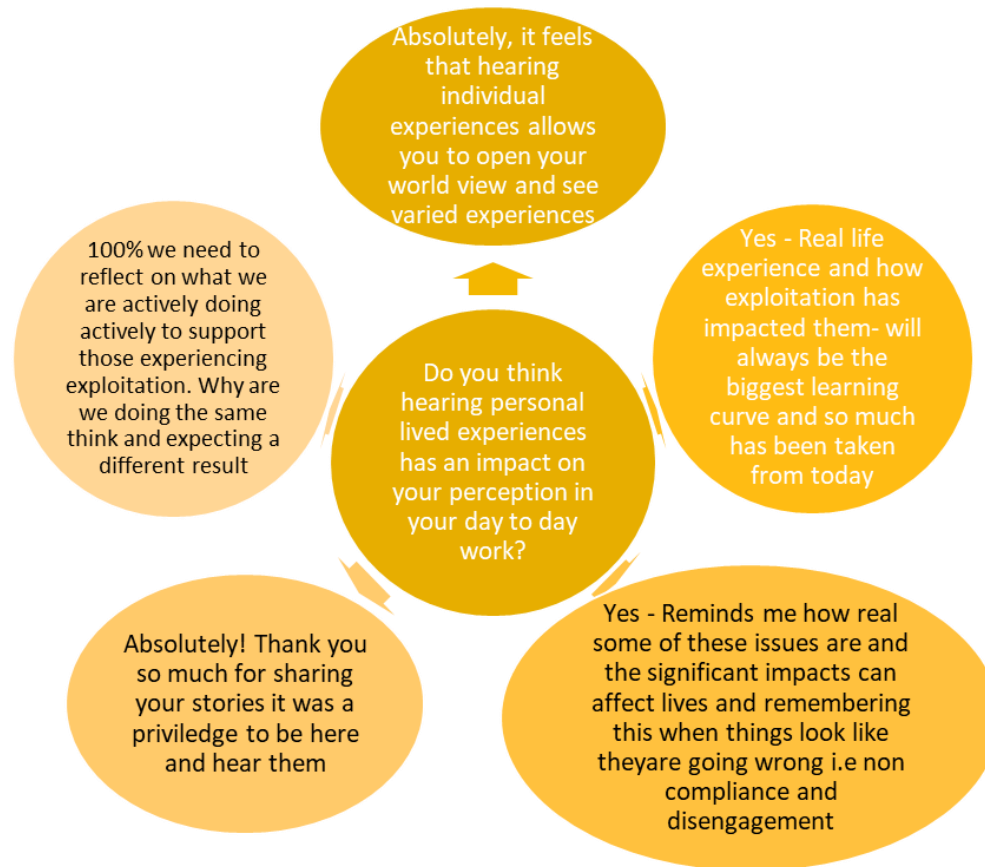 Absolutely, it feels
that hearing
individual
experiences allows
you to open your
world view and see
varied experiences
100% we need to
reflect on what we
are actively doing
actively to support
those experiencing
exploitation. Why are
we doing the same
think and expecting a
different result
Yes - Real life
experience and how
exploitation has
impacted them- will
always be the
biggest learning
curve and so much
has been taken
from today
Do you think
hearing personal
lived experiences
has an impact on
your perception in
your day to day
work?
Absolutely! Thank you
so much for sharing
your stories it was a
priviledge to be here
and hear them
Yes - Reminds me how real
some of these issues are and
the significant impacts can
affect lives and remembering
this when things look like
theyare going wrong i.e non
compliance and
disengagement